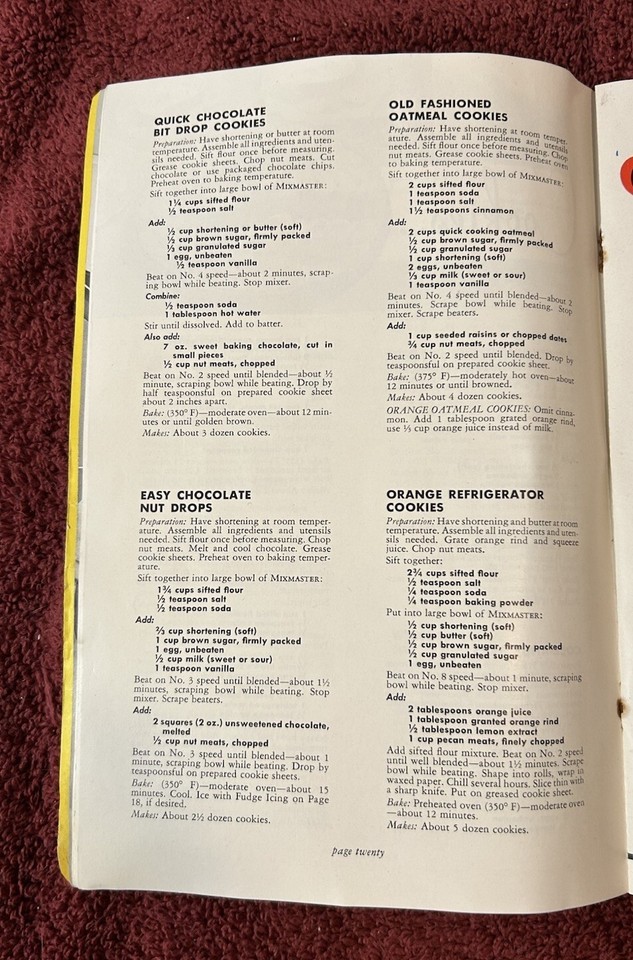 QUICK CHOCOLATE
BIT DROP COOKIES
Preparation: Have shortening or butter at room
temperature. Assemble all ingredients and uten-
sils needed. Sift flour once before measuring.
Grease cookie sheets. Chop nut meats. Cut
chocolate or use packaged chocolate chips.
Preheat oven to baking temperature.
Sift together into large bowl of MIXMASTER:
1¼ cups sifted flour
½ teaspoon salt
Add:
½ cup shortening or butter (soft)
½ cup brown sugar, firmly packed
⅓ cup granulated sugar
1 egg, unbeaten
½ teaspoon vanilla
Beat on No. 4 speed—about 2 minutes, scrap-
ing bowl while beating. Stop mixer.
Combine:
½ teaspoon soda
1 tablespoon hot water
Stir until dissolved. Add to batter.
Also add:
7 oz. sweet baking chocolate, cut in
small pieces
½ cup nut meats, chopped
Beat on No. 2 speed until blended—about ½
minute, scraping bowl while beating. Drop by
half teaspoonsful on prepared cookie sheet
about 2 inches apart.
Bake: (350° F)—moderate oven—about 12 min-
utes or until golden brown.
Makes: About 3 dozen cookies.
OLD FASHIONED
OATMEAL COOKIES
Preparation: Have shortening at room temper-
ature. Assemble all ingredients and utensils
needed. Sift flour once before measuring. Chop
nut meats. Grease cookie sheets. Preheat oven
to baking temperature.
Sift together into large bowl of MIXMASTER:
2 cups sifted flour
1 teaspoon soda
1 teaspoon salt
1½ teaspoons cinnamon
Add:
2 cups quick cooking oatmeal
½ cup brown sugar, firmly packed
½ cup granulated sugar
1 cup shortening (soft)
2 eggs, unbeaten
⅓ cup milk (sweet or sour)
1 teaspoon vanilla
Beat on No. 4 speed until blended—about 2
minutes. Scrape bowl while beating. Stop
mixer. Scrape beaters.
Add:
1 cup seeded raisins or chopped dates
¾ cup nut meats, chopped
Beat on No. 2 speed until blended. Drop by
teaspoonsful on prepared cookie sheet.
Bake: (375° F)—moderately hot oven—about
12 minutes or until browned.
Makes: About 4 dozen cookies.
ORANGE OATMEAL COOKIES: Omit cinna-
mon. Add 1 tablespoon grated orange rind,
use ⅓ cup orange juice instead of milk.
EASY CHOCOLATE
NUT DROPS
Preparation: Have shortening at room temper-
ature. Assemble all ingredients and utensils
needed. Sift flour once before measuring. Chop
nut meats. Melt and cool chocolate. Grease
cookie sheets. Preheat oven to baking temper-
ature.
Sift together into large bowl of MIXMASTER:
1¾ cups sifted flour
½ teaspoon salt
½ teaspoon soda
Add:
⅔ cup shortening (soft)
1 cup brown sugar, firmly packed
1 egg, unbeaten
½ cup milk (sweet or sour)
1 teaspoon vanilla
Beat on No. 3 speed until blended—about 1½
minutes, scraping bowl while beating. Stop
mixer. Scrape beaters.
Add:
2 squares (2 oz.) unsweetened chocolate,
melted
½ cup nut meats, chopped
Beat on No. 3 speed until blended—about 1
minute, scraping bowl while beating. Drop by
teaspoonsful on prepared cookie sheets.
Bake: (350° F)—moderate oven—about 15
minutes. Cool. Ice with Fudge Icing on Page
18, if desired.
Makes: About 2½ dozen cookies.
ORANGE REFRIGERATOR
COOKIES
Preparation: Have shortening and butter at room
temperature. Assemble all ingredients and uten-
sils needed. Grate orange rind and squeeze
juice. Chop nut meats.
Sift together:
2¾ cups sifted flour
½ teaspoon salt
¼ teaspoon soda
¼ teaspoon baking powder
Put into large bowl of MIXMASTER:
½ cup shortening (soft)
½ cup butter (soft)
½ cup brown sugar, firmly packed
½ cup granulated sugar
1 egg, unbeaten
Beat on No. 8 speed—about 1 minute, scraping
bowl while beating. Stop mixer.
Add:
2 tablespoons orange juice
1 tablespoon granted orange rind
½ tablespoon lemon extract
1 cup pecan meats, finely chopped
Add sifted flour mixture. Beat on No. 2 speed
until well blended—about 1½ minutes. Scrape
bowl while beating. Shape into rolls, wrap in
waxed paper. Chill several hours. Slice thin with
a sharp knife. Put on greased cookie sheet.
Bake: Preheated oven (350° F)—moderate oven
—about 12 minutes.
Makes: About 5 dozen cookies.
page twenty